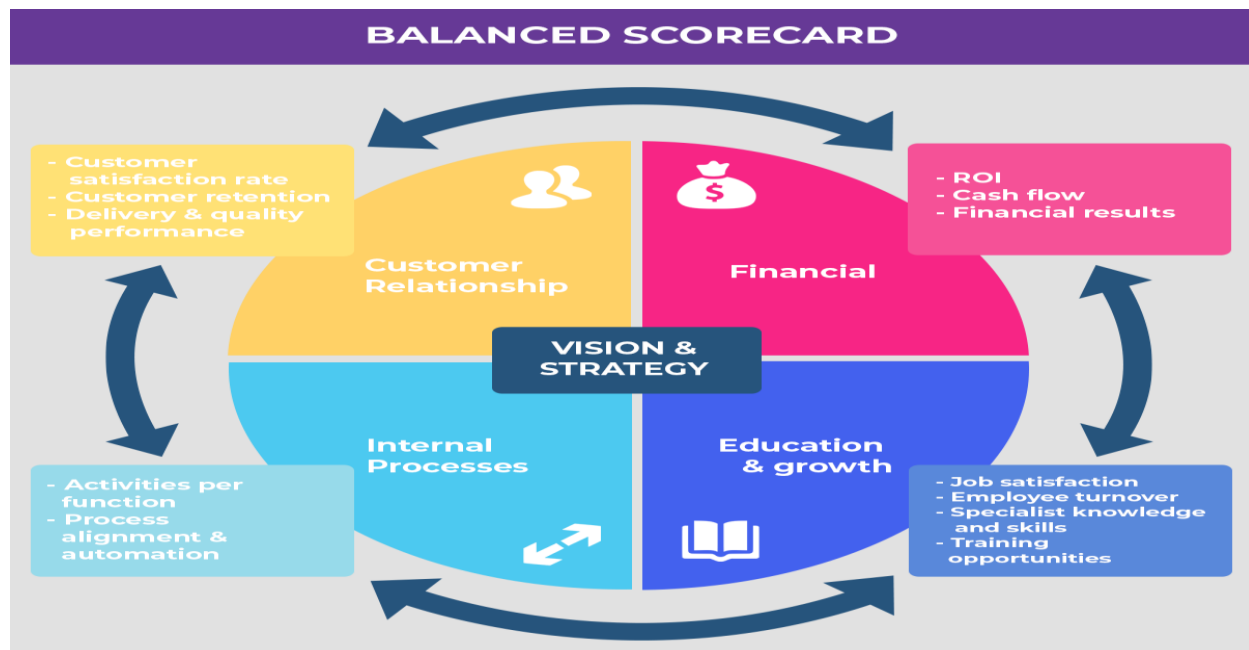 BALANCED SCORECARD
- Customer
satisfaction rate
- Customer retention
- Delivery & quality
performance
- ROI
- Cash flow
- Financial results
$
Customer
Relationship
Financial
VISION &
STRATEGY
Internal
Processes
Education
& growth
- Activities per
function
- Process
alignment &
automation
- Job satisfaction
- Employee turnover
- Specialist knowledge
and skills
- Training
opportunities